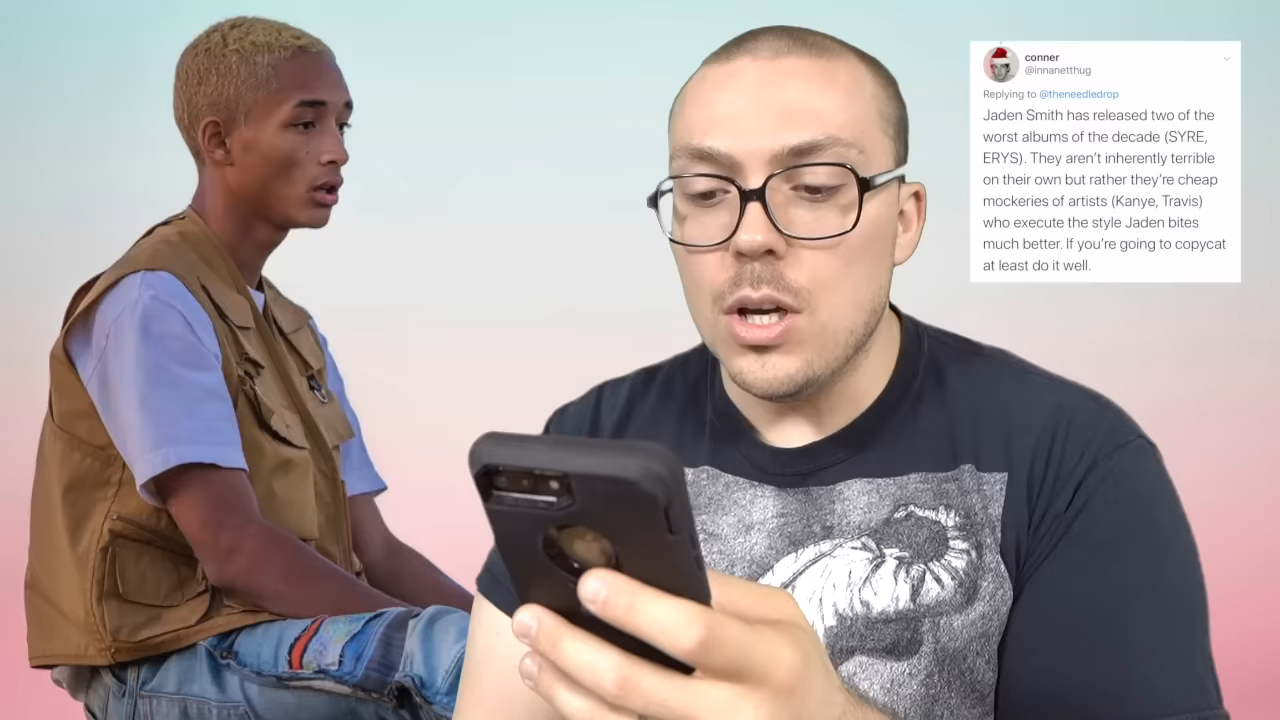 conner
@innanetthug
Replying to @theneedledrop
Jaden Smith has released two of the
worst albums of the decade (SYRE,
ERYS). They aren't inherently terrible
on their own but rather they're cheap
mockeries of artists (Kanye, Travis)
who execute the style Jaden bites
much better. If you're going to copycat
at least do it well.